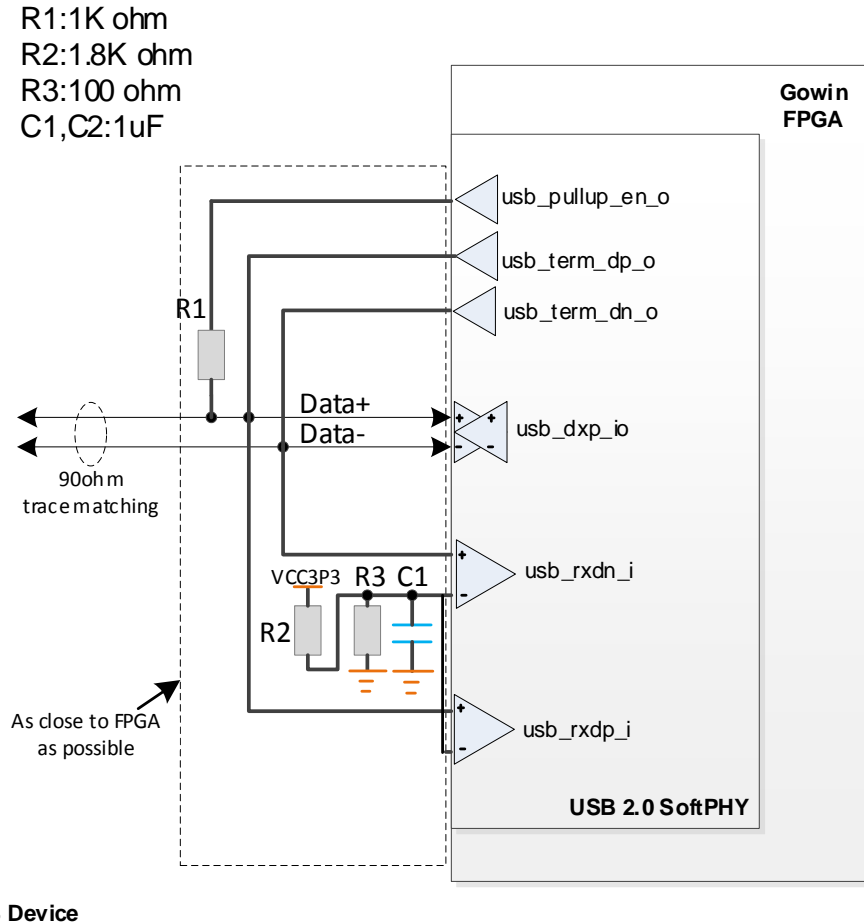 R1:1K ohm
R2:1.8K ohm
R3:100 ohm
C1,C2:1uF
Gowin
FPGA
usb_pullup_en_o
usb_term_dp_o
usb_term_dn_o
R1
Data+
Data-
+ +
- -
usb_dxp_io
90ohm
trace matching
+
-
usb_rxdn_i
VCC3P3 R3 C1
R2
As close to FPGA
as possible
+
-
usb_rxdp_i
USB 2.0 SoftPHY
Device